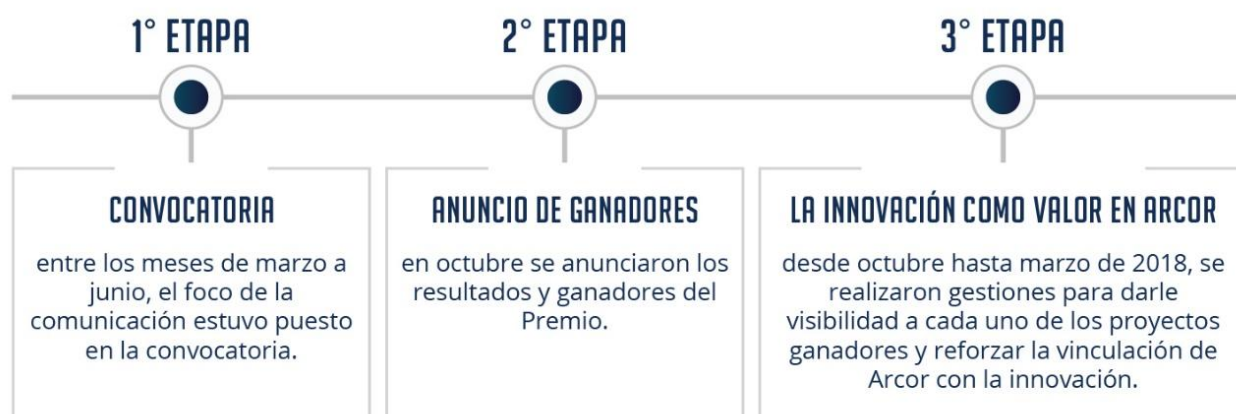 1° ETAPA
2° ETAPA
3° ETAPA
CONVOCATORIA
entre los meses de marzo a
junio, el foco de la
comunicación estuvo puesto
en la convocatoria.
ANUNCIO DE GANADORES
en octubre se anunciaron los
resultados y ganadores del
Premio.
LA INNOVACIÓN COMO VALOR EN ARCOR
desde octubre hasta marzo de 2018, se
realizaron gestiones para darle
visibilidad a cada uno de los proyectos
ganadores y reforzar la vinculación de
Arcor con la innovación.